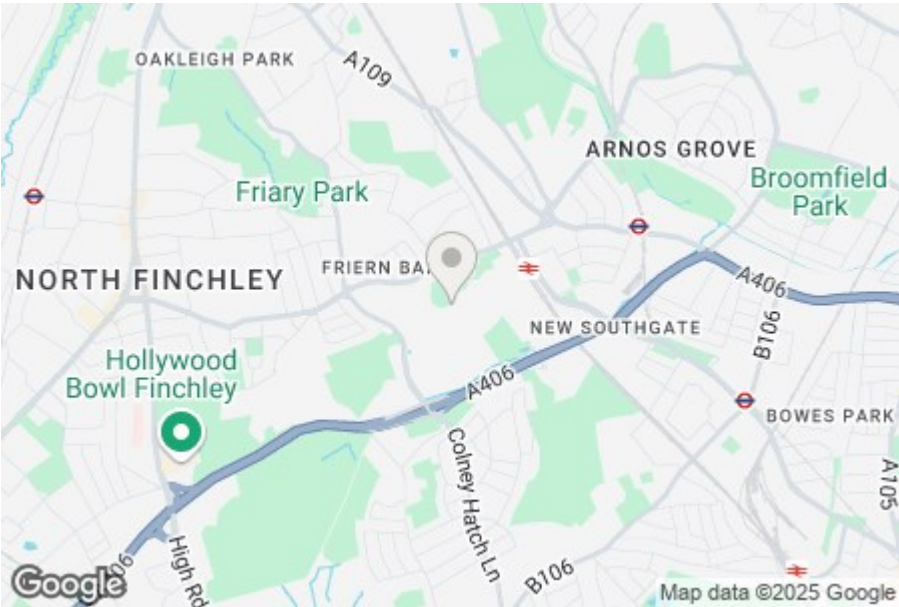 OAKLEIGH PARK
A109
ARNOS GROVE
Friary Park
Broomfield
Park
NORTH FINCHLEY
FRIERN BA
A406
NEW SOUTHGATE
B106
Hollywood
Bowl Finchley
A406
BOWES PARK
Colney Hatch Ln
A105
High Rd
B106
Google
Map data ©2025 Google